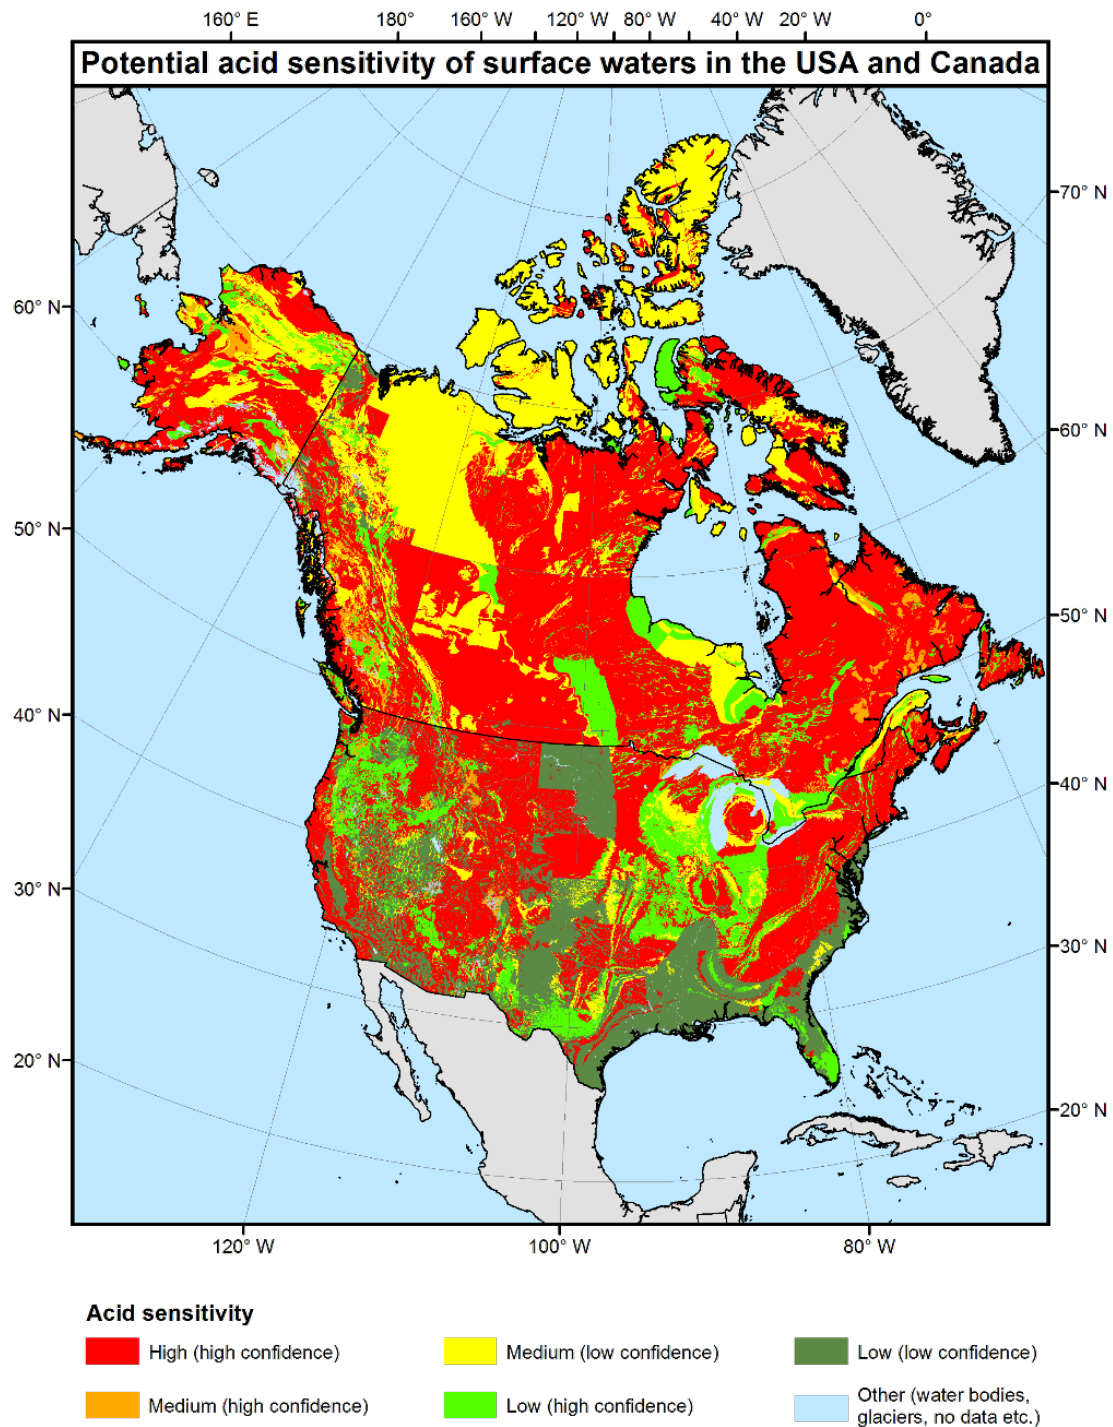 160° E 180° 160° W 120° W 80° W 40° W 20° W 0°
Potential acid sensitivity of surface waters in the USA and Canada
70° N
60° N
60° N
50° N
50° N
40° N
40° N
30° N
30° N
20° N
20° N
120° W 100° W 80° W
Acid sensitivity
High (high confidence)
Medium (low confidence)
Low (low confidence)
Medium (high confidence)
Low (high confidence)
Other (water bodies,
glaciers, no data etc.)